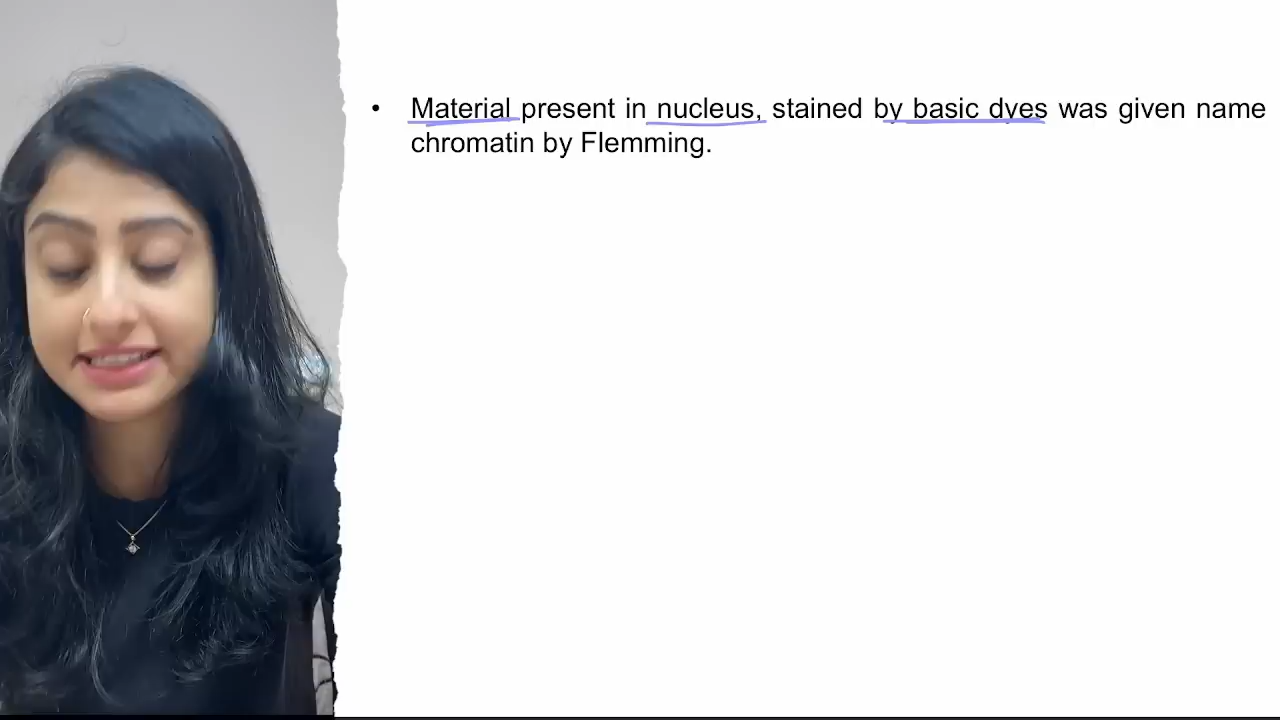 • Material present in nucleus, stained by basic dyes was given name
chromatin by Flemming.